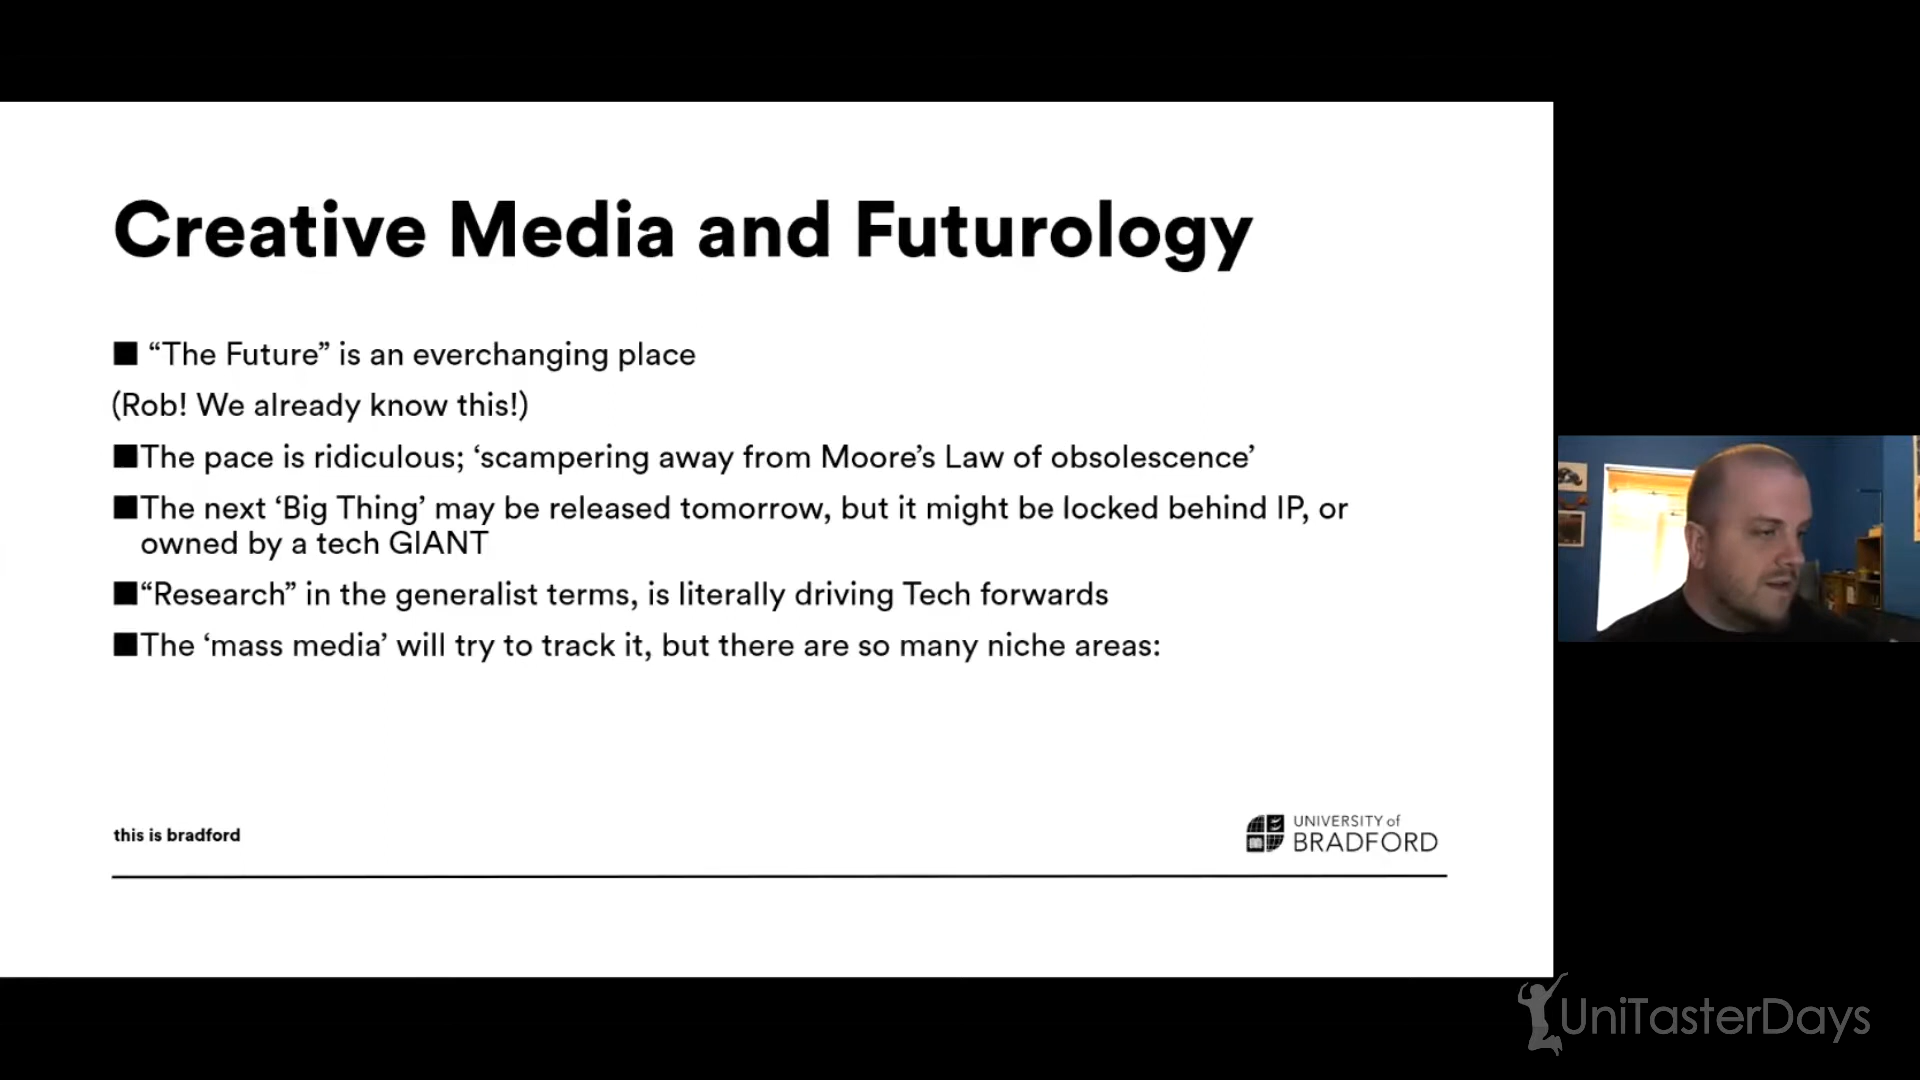 Creative Media and Futurology
■ “The Future” is an everchanging place
(Rob! We already know this!)
■The pace is ridiculous; ‘scampering away from Moore’s Law of obsolescence’
■The next ‘Big Thing’ may be released tomorrow, but it might be locked behind IP, or
owned by a tech GIANT
■“Research” in the generalist terms, is literally driving Tech forwards
■The ‘mass media’ will try to track it, but there are so many niche areas:
this is bradford
UNIVERSITY of
BRADFORD
UniTasterDays